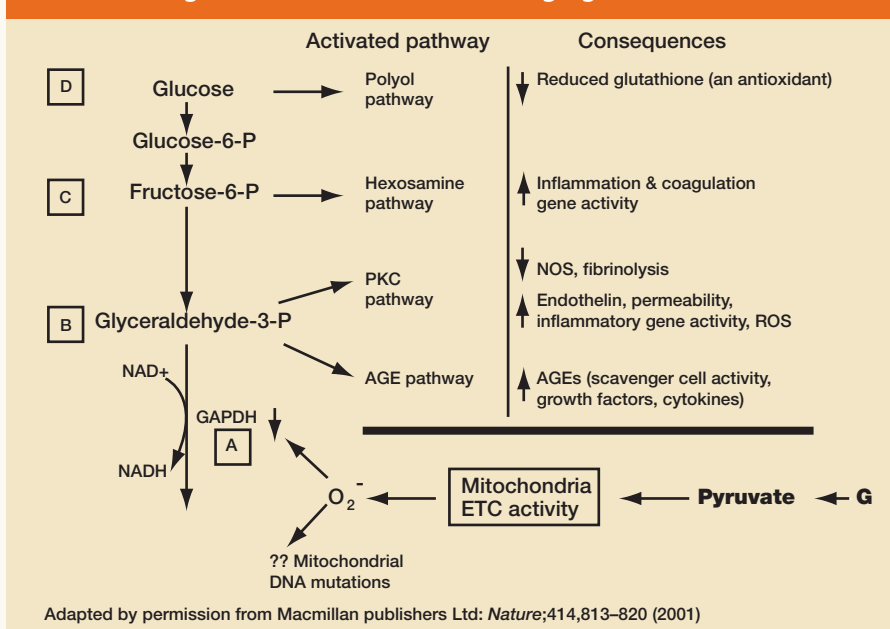 Activated pathway
Consequences
D
Glucose
Polyol
pathway
Reduced glutathione (an antioxidant)
Glucose-6-P
C
Fructose-6-P
Hexosamine
pathway
Inflammation & coagulation
gene activity
PKC
pathway
NOS, fibrinolysis
Endothelin, permeability,
inflammatory gene activity, ROS
B
Glyceraldehyde-3-P
AGE pathway
AGEs (scavenger cell activity,
growth factors, cytokines)
NAD+
GAPDH
A
NADH
O2-
Mitochondria
ETC activity
Pyruvate
G
?? Mitochondrial
DNA mutations
Adapted by permission from Macmillan publishers Ltd: Nature;414,813–820 (2001)